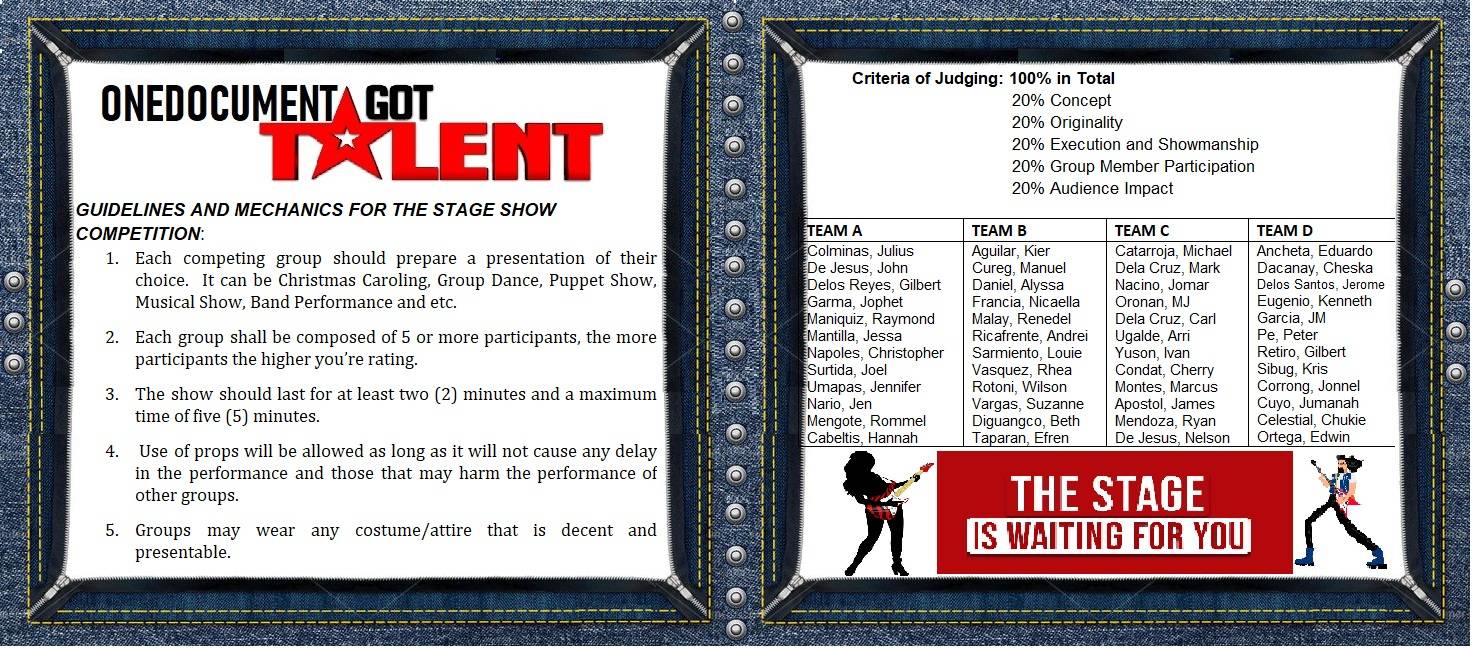 ONEDOCUMENT GOT
TALENT
GUIDELINES AND MECHANICS FOR THE STAGE SHOW
COMPETITION:
1. Each competing group should prepare a presentation of their
choice. It can be Christmas Caroling, Group Dance, Puppet Show,
Musical Show, Band Performance and etc.
2. Each group shall be composed of 5 or more participants, the more
participants the higher you're rating.
3. The show should last for at least two (2) minutes and a maximum
time of five (5) minutes.
4. Use of props will be allowed as long as it will not cause any delay
in the performance and those that may harm the performance of
other groups.
5. Groups may wear any costume/attire that is decent and
presentable.
Criteria of Judging: 100% in Total
20% Concept
20% Originality
20% Execution and Showmanship
20% Group Member Participation
20% Audience Impact
TEAM A TEAM B TEAM C TEAM D
Colminas, Julius Aguilar, Kier Catarroja, Michael Ancheta, Eduardo
De Jesus, John Cureg, Manuel Dela Cruz, Mark Dacanay, Cheska
Delos Reyes, Gilbert Daniel, Alyssa Nacino, Jomar Delos Santos, Jerome
Garma, Jophet Francia, Nicaella Oronan, MJ Eugenio, Kenneth
Maniquiz, Raymond Malay, Renedel Dela Cruz, Carl Garcia, JM
Mantilla, Jessa Ricafrente, Andrei Ugalde, Arri Pe, Peter
Napoles, Christopher Sarmiento, Louie Yuson, Ivan Retiro, Gilbert
Surtida, Joel Vasquez, Rhea Condat, Cherry Sibug, Kris
Umapas, Jennifer Rotoni, Wilson Montes, Marcus Corrong, Jonnel
Nario, Jen Vargas, Suzanne Apostol, James Cuyo, Jumanah
Mengote, Rommel Diguangco, Beth Mendoza, Ryan Celestial, Chukie
Cabeltis, Hannah Taparan, Efren De Jesus, Nelson Ortega, Edwin
THE STAGE
IS WAITING FOR YOU